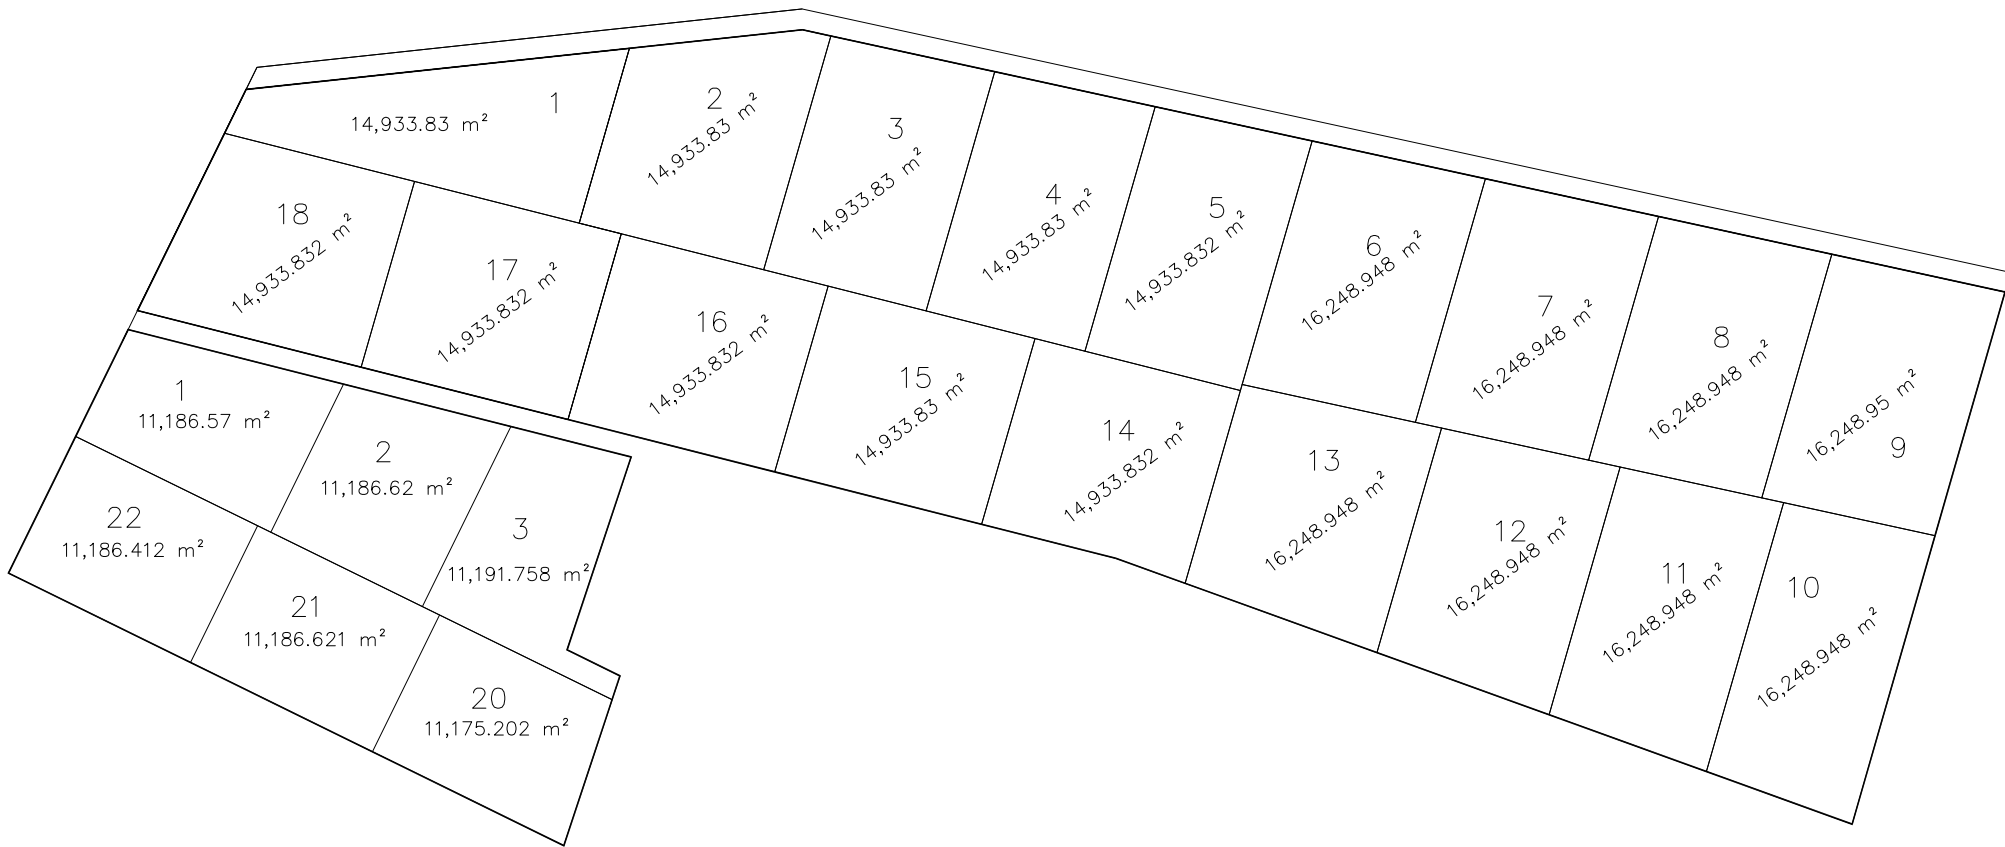 1
14,933.83 m²
2
14,933.83 m²
3
14,933.83 m²
4
14,933.83 m²
5
14,933.832 m²
6
16,248.948 m²
7
16,248.948 m²
8
16,248.948 m²
16,248.95 m²
9
18
14,933.832 m²
17
14,933.832 m²
16
14,933.832 m²
15
14,933.83 m²
14
14,933.832 m²
13
16,248.948 m²
12
16,248.948 m²
11
16,248.948 m²
10
16,248.948 m²
1
11,186.57 m²
2
11,186.62 m²
3
11,191.758 m²
22
11,186.412 m²
21
11,186.621 m²
20
11,175.202 m²